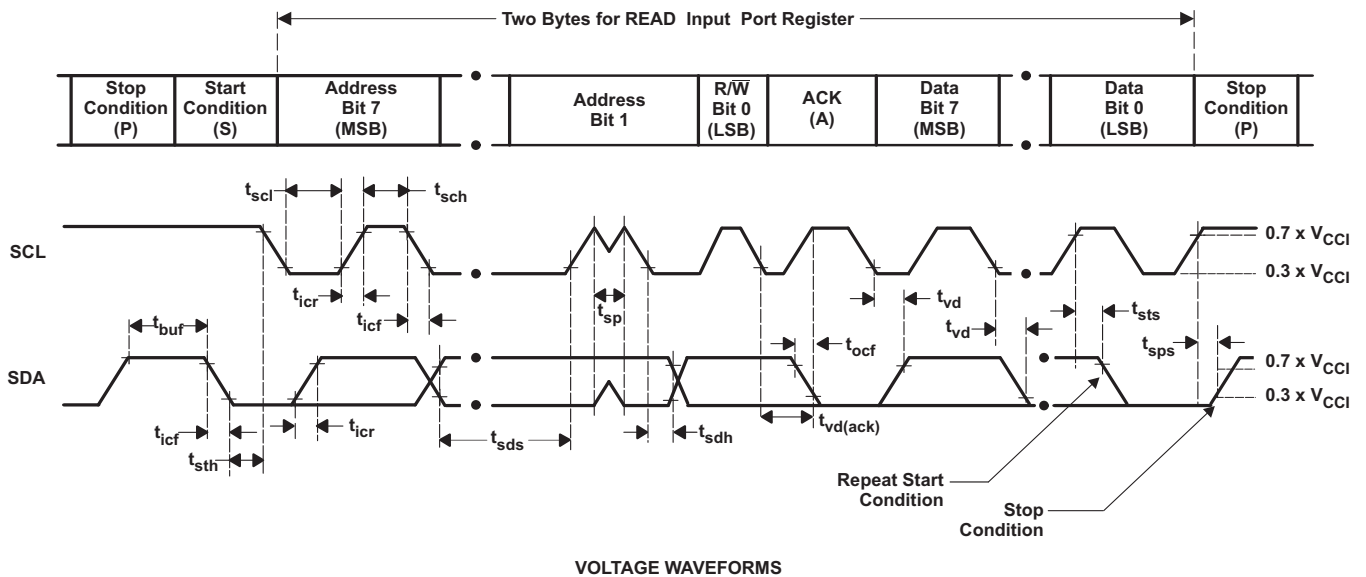 Two Bytes for READ Input Port Register
Stop
Condition
(P)
Start
Condition
(S)
Address
Bit 7
(MSB)
Address
Bit 1
R/W̅
Bit 0
(LSB)
ACK
(A)
Data
Bit 7
(MSB)
Data
Bit 0
(LSB)
Stop
Condition
(P)
tscl
tsch
SCL
0.7 x VCCI
0.3 x VCCI
ticr
ticf
tsp
tvd
tvd
tsts
tbuf
tocf
tsps
SDA
0.7 x VCCI
0.3 x VCCI
ticf
ticr
tsth
tsds
tsdh
tvd(ack)
Repeat Start
Condition
Stop
Condition
VOLTAGE WAVEFORMS